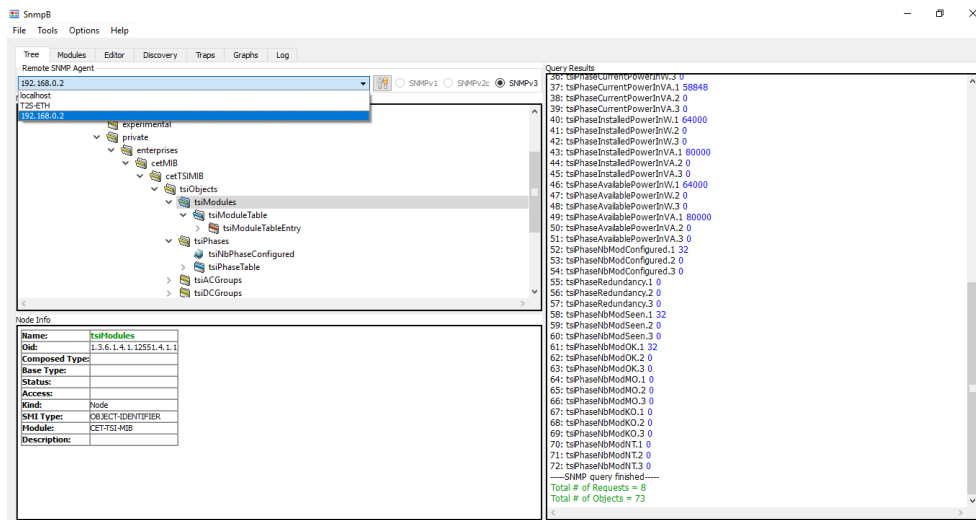 SnmpB
File Tools Options Help
Tree Modules Editor Discovery Traps Graphs Log
Remote SNMP Agent
192.168.0.2
SNMPv1 SNMPv2c SNMPv3
localhost
T2S-ETH
192.168.0.2
experimental
private
enterprises
cetMIB
cetTSIMIB
tsiObjects
tsiModules
tsiModuleTable
tsiModuleTableEntry
tsiPhases
tsiNbPhaseConfigured
tsiPhaseTable
tsiACGroups
tsiDCGroups
Node Info
Name: tsiModules
Oid: 1.3.6.1.4.1.12551.4.1.1
Composed Type:
Base Type:
Status:
Access:
Kind: Node
SMI Type: OBJECT-IDENTIFIER
Module: CET-TSI-MIB
Description:
Query Results
36: tsiPhaseCurrentPowerInW.3 0
37: tsiPhaseCurrentPowerInVA.1 58848
38: tsiPhaseCurrentPowerInVA.2 0
39: tsiPhaseCurrentPowerInVA.3 0
40: tsiPhaseInstalledPowerInW.1 64000
41: tsiPhaseInstalledPowerInW.2 0
42: tsiPhaseInstalledPowerInW.3 0
43: tsiPhaseInstalledPowerInVA.1 80000
44: tsiPhaseInstalledPowerInVA.2 0
45: tsiPhaseInstalledPowerInVA.3 0
46: tsiPhaseAvailablePowerInW.1 64000
47: tsiPhaseAvailablePowerInW.2 0
48: tsiPhaseAvailablePowerInW.3 0
49: tsiPhaseAvailablePowerInVA.1 80000
50: tsiPhaseAvailablePowerInVA.2 0
51: tsiPhaseAvailablePowerInVA.3 0
52: tsiPhaseNbModConfigured.1 32
53: tsiPhaseNbModConfigured.2 0
54: tsiPhaseNbModConfigured.3 0
55: tsiPhaseRedundancy.1 0
56: tsiPhaseRedundancy.2 0
57: tsiPhaseRedundancy.3 0
58: tsiPhaseNbModSeen.1 32
59: tsiPhaseNbModSeen.2 0
60: tsiPhaseNbModSeen.3 0
61: tsiPhaseNbModOK.1 32
62: tsiPhaseNbModOK.2 0
63: tsiPhaseNbModOK.3 0
64: tsiPhaseNbModMO.1 0
65: tsiPhaseNbModMO.2 0
66: tsiPhaseNbModMO.3 0
67: tsiPhaseNbModKO.1 0
68: tsiPhaseNbModKO.2 0
69: tsiPhaseNbModKO.3 0
70: tsiPhaseNbModNT.1 0
71: tsiPhaseNbModNT.2 0
72: tsiPhaseNbModNT.3 0
-----SNMP query finished-----
Total # of Requests = 8
Total # of Objects = 73